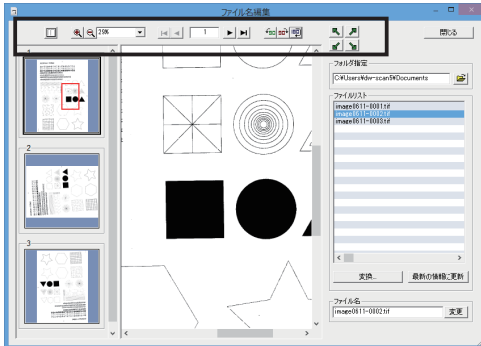 ファイル名編集
25%
1
閉じる
1
2
3
フォルダ指定
C:¥Users¥dw-scan5¥Documents
ファイルリスト
image0611-0001.tif
image0611-0002.tif
image0611-0003.tif
変換...
最新の情報に更新
ファイル名
image0611-0002.tif
変更